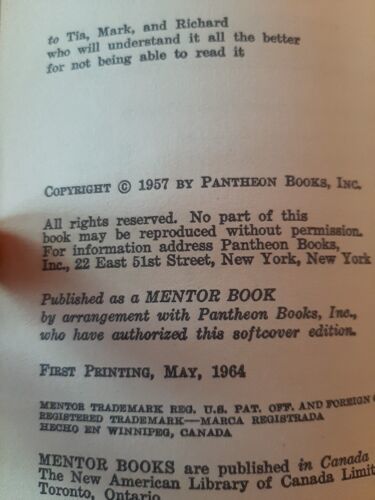 to Tia, Mark, and Richard
who will understand it all the better
for not being able to read it
COPYRIGHT © 1957 BY PANTHEON BOOKS, INC.
All rights reserved. No part of this
book may be reproduced without permission.
For information address Pantheon Books,
Inc., 22 East 51st Street, New York, New York
Published as a MENTOR BOOK
by arrangement with Pantheon Books, Inc.,
who have authorized this softcover edition.
FIRST PRINTING, MAY, 1964
MENTOR TRADEMARK REG. U.S. PAT. OFF. AND FOREIGN
REGISTERED TRADEMARK—MARCA REGISTRADA
HECHO EN WINNIPEG, CANADA
MENTOR BOOKS are published in Canada
The New American Library of Canada Limit
Toronto, Ontario